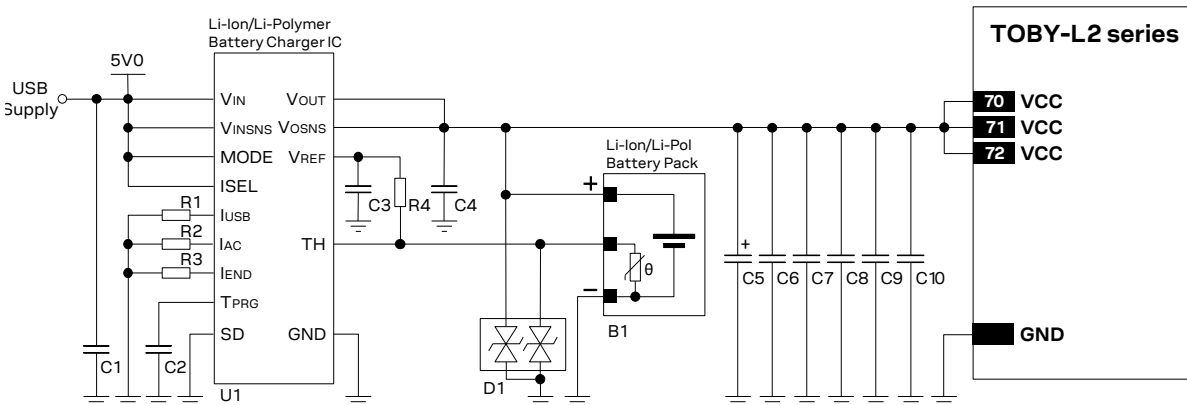 Li-Ion/Li-Polymer
Battery Charger IC
TOBY-L2 series
5V0
USB
Supply
VIN
VOUT
VINSNS
VOSNS
MODE
VREF
ISEL
R1
IUSB
R2
IAC
TH
R3
IEND
TPRG
SD
GND
C3
R4
C4
Li-Ion/Li-Pol
Battery Pack
+
θ
–
B1
D1
+
C5
C6
C7
C8
C9
C10
70 VCC
71 VCC
72 VCC
GND
C1
C2
U1